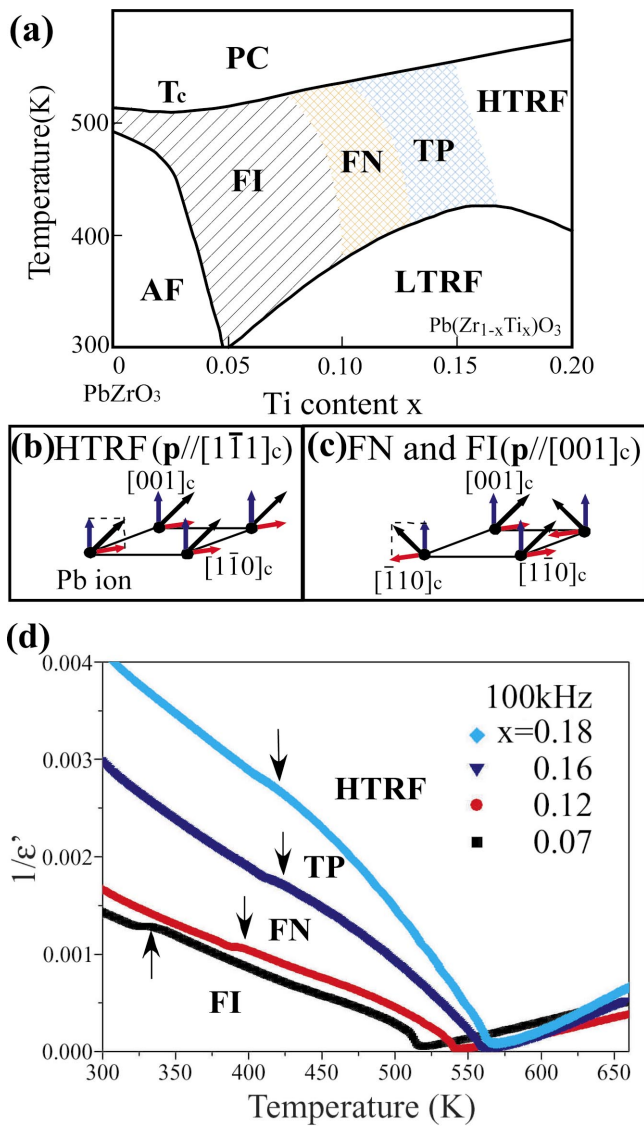 (a)
PC
Tc
HTRF
FI
FN
TP
AF
LTRF
Pb(Zr1-xTix)O3
Temperature(K)
500
400
300
0
0.05
0.10
0.15
0.20
PbZrO3
Ti content x
(b)HTRF(p//[11̄1]c)
[001]c
[11̄0]c
Pb ion
(c)FN and FI(p//[001]c)
[001]c
[1̄10]c
[11̄0]c
(d)
0.004
0.003
0.002
0.001
0.000
1/ε'
100kHz
x=0.18
0.16
0.12
0.07
HTRF
TP
FN
FI
300
350
400
450
500
550
600
650
Temperature (K)